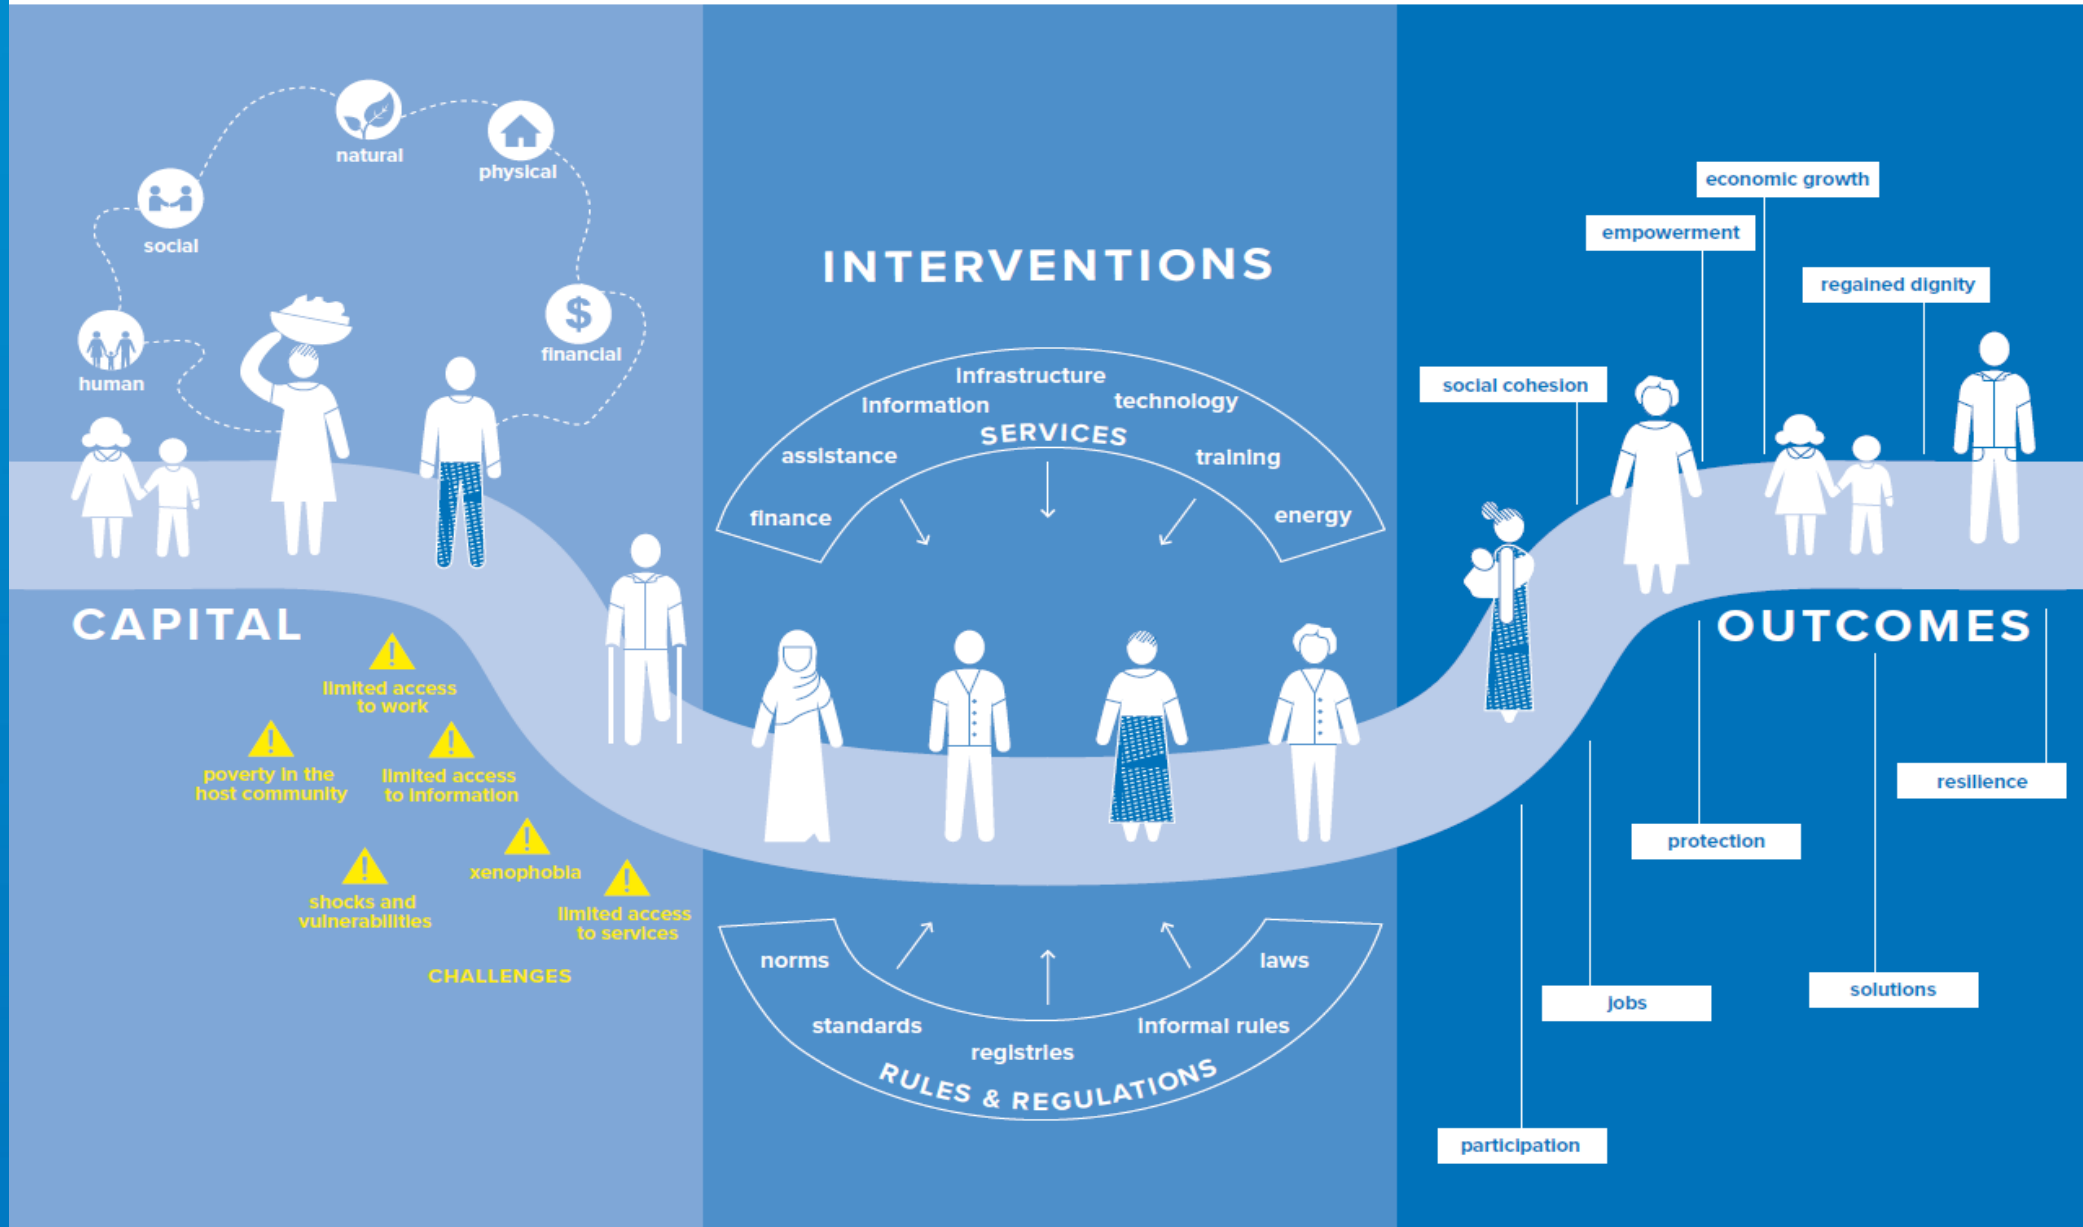 natural
physical
social
financial
human
CAPITAL
limited access
to work
poverty in the
host community
limited access
to information
xenophobia
shocks and
vulnerabilities
limited access
to services
CHALLENGES
INTERVENTIONS
infrastructure
information
technology
SERVICES
assistance
training
finance
energy
norms
laws
standards
informal rules
registries
RULES & REGULATIONS
economic growth
empowerment
regained dignity
social cohesion
OUTCOMES
resilience
protection
solutions
jobs
participation